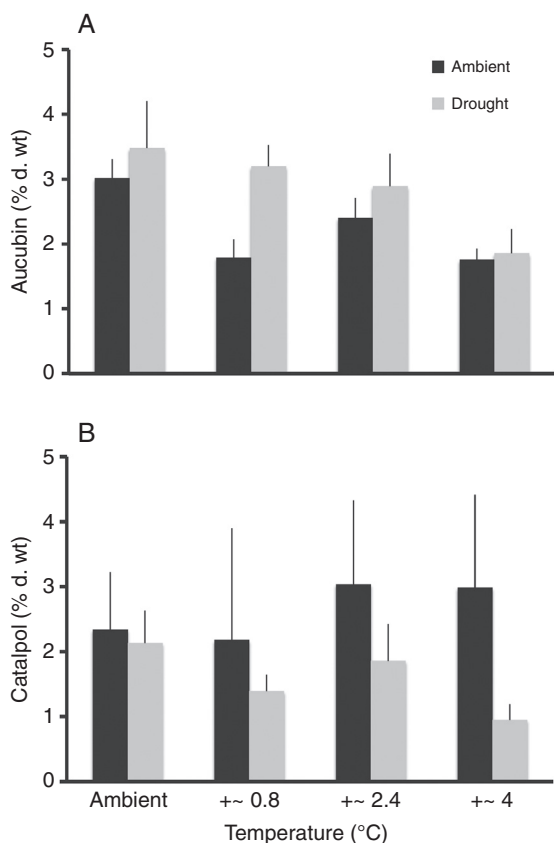 A
5
4
3
2
1
0
Aucubin (% d. wt)
Ambient
Drought
B
5
4
3
2
1
0
Catalpol (% d. wt)
Ambient +~ 0.8 +~ 2.4 +~ 4
Temperature (°C)